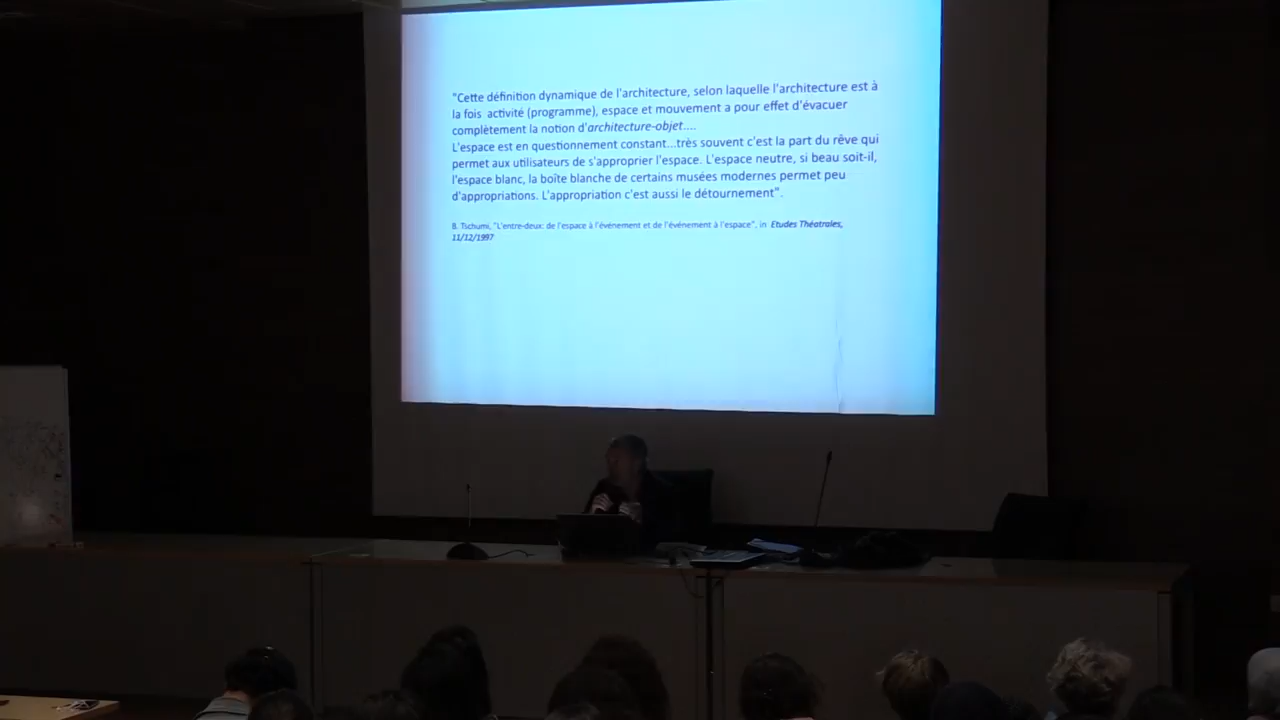 "Cette définition dynamique de l'architecture, selon laquelle l'architecture est à
la fois activité (programme), espace et mouvement a pour effet d'évacuer
complètement la notion d'architecture-objet....
L'espace est en questionnement constant...très souvent c'est la part du rêve qui
permet aux utilisateurs de s'approprier l'espace. L'espace neutre, si beau soit-il,
l'espace blanc, la boîte blanche de certains musées modernes permet peu
d'appropriations. L'appropriation c'est aussi le détournement".
B. Tschumi, "L'entre-deux: de l'espace à l'événement et de l'événement à l'espace", in Etudes Théatrales,
11/12/1997